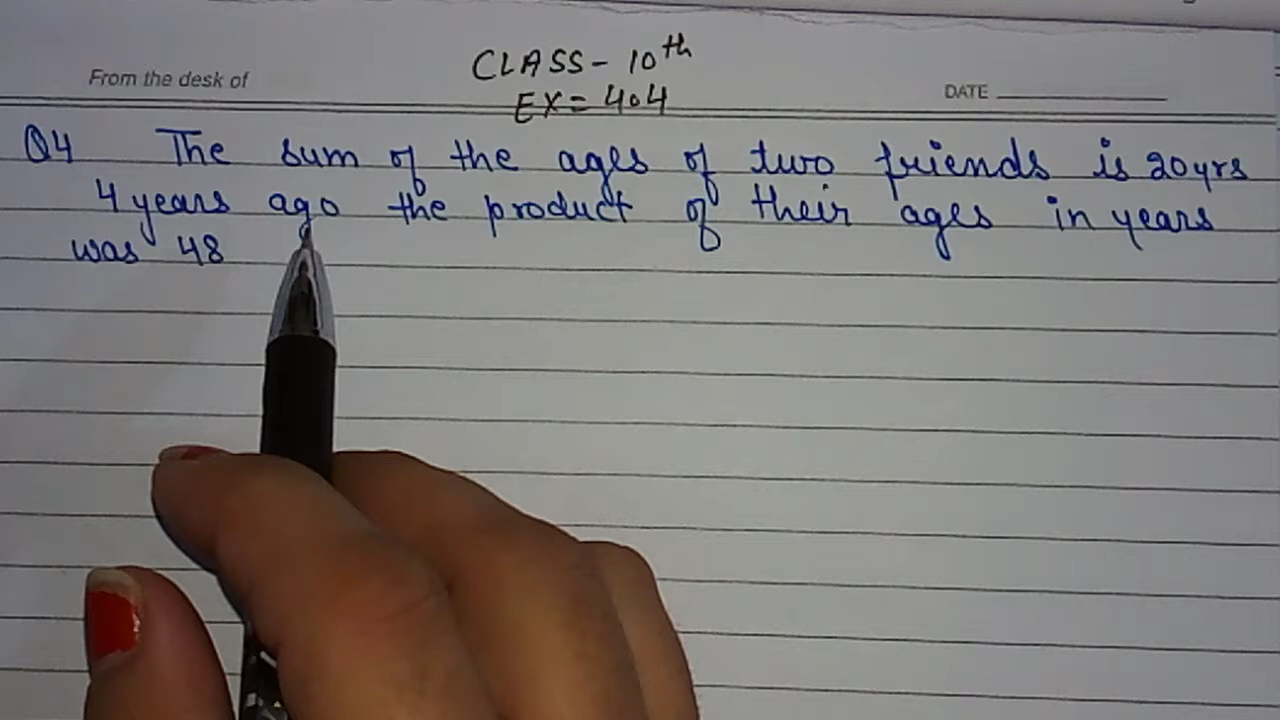 CLASS - 10th
From the desk of
DATE
EX = 4.4
Q4 The sum of the ages of two friends is 20yrs
4 years ago the product of their ages in years
was 48